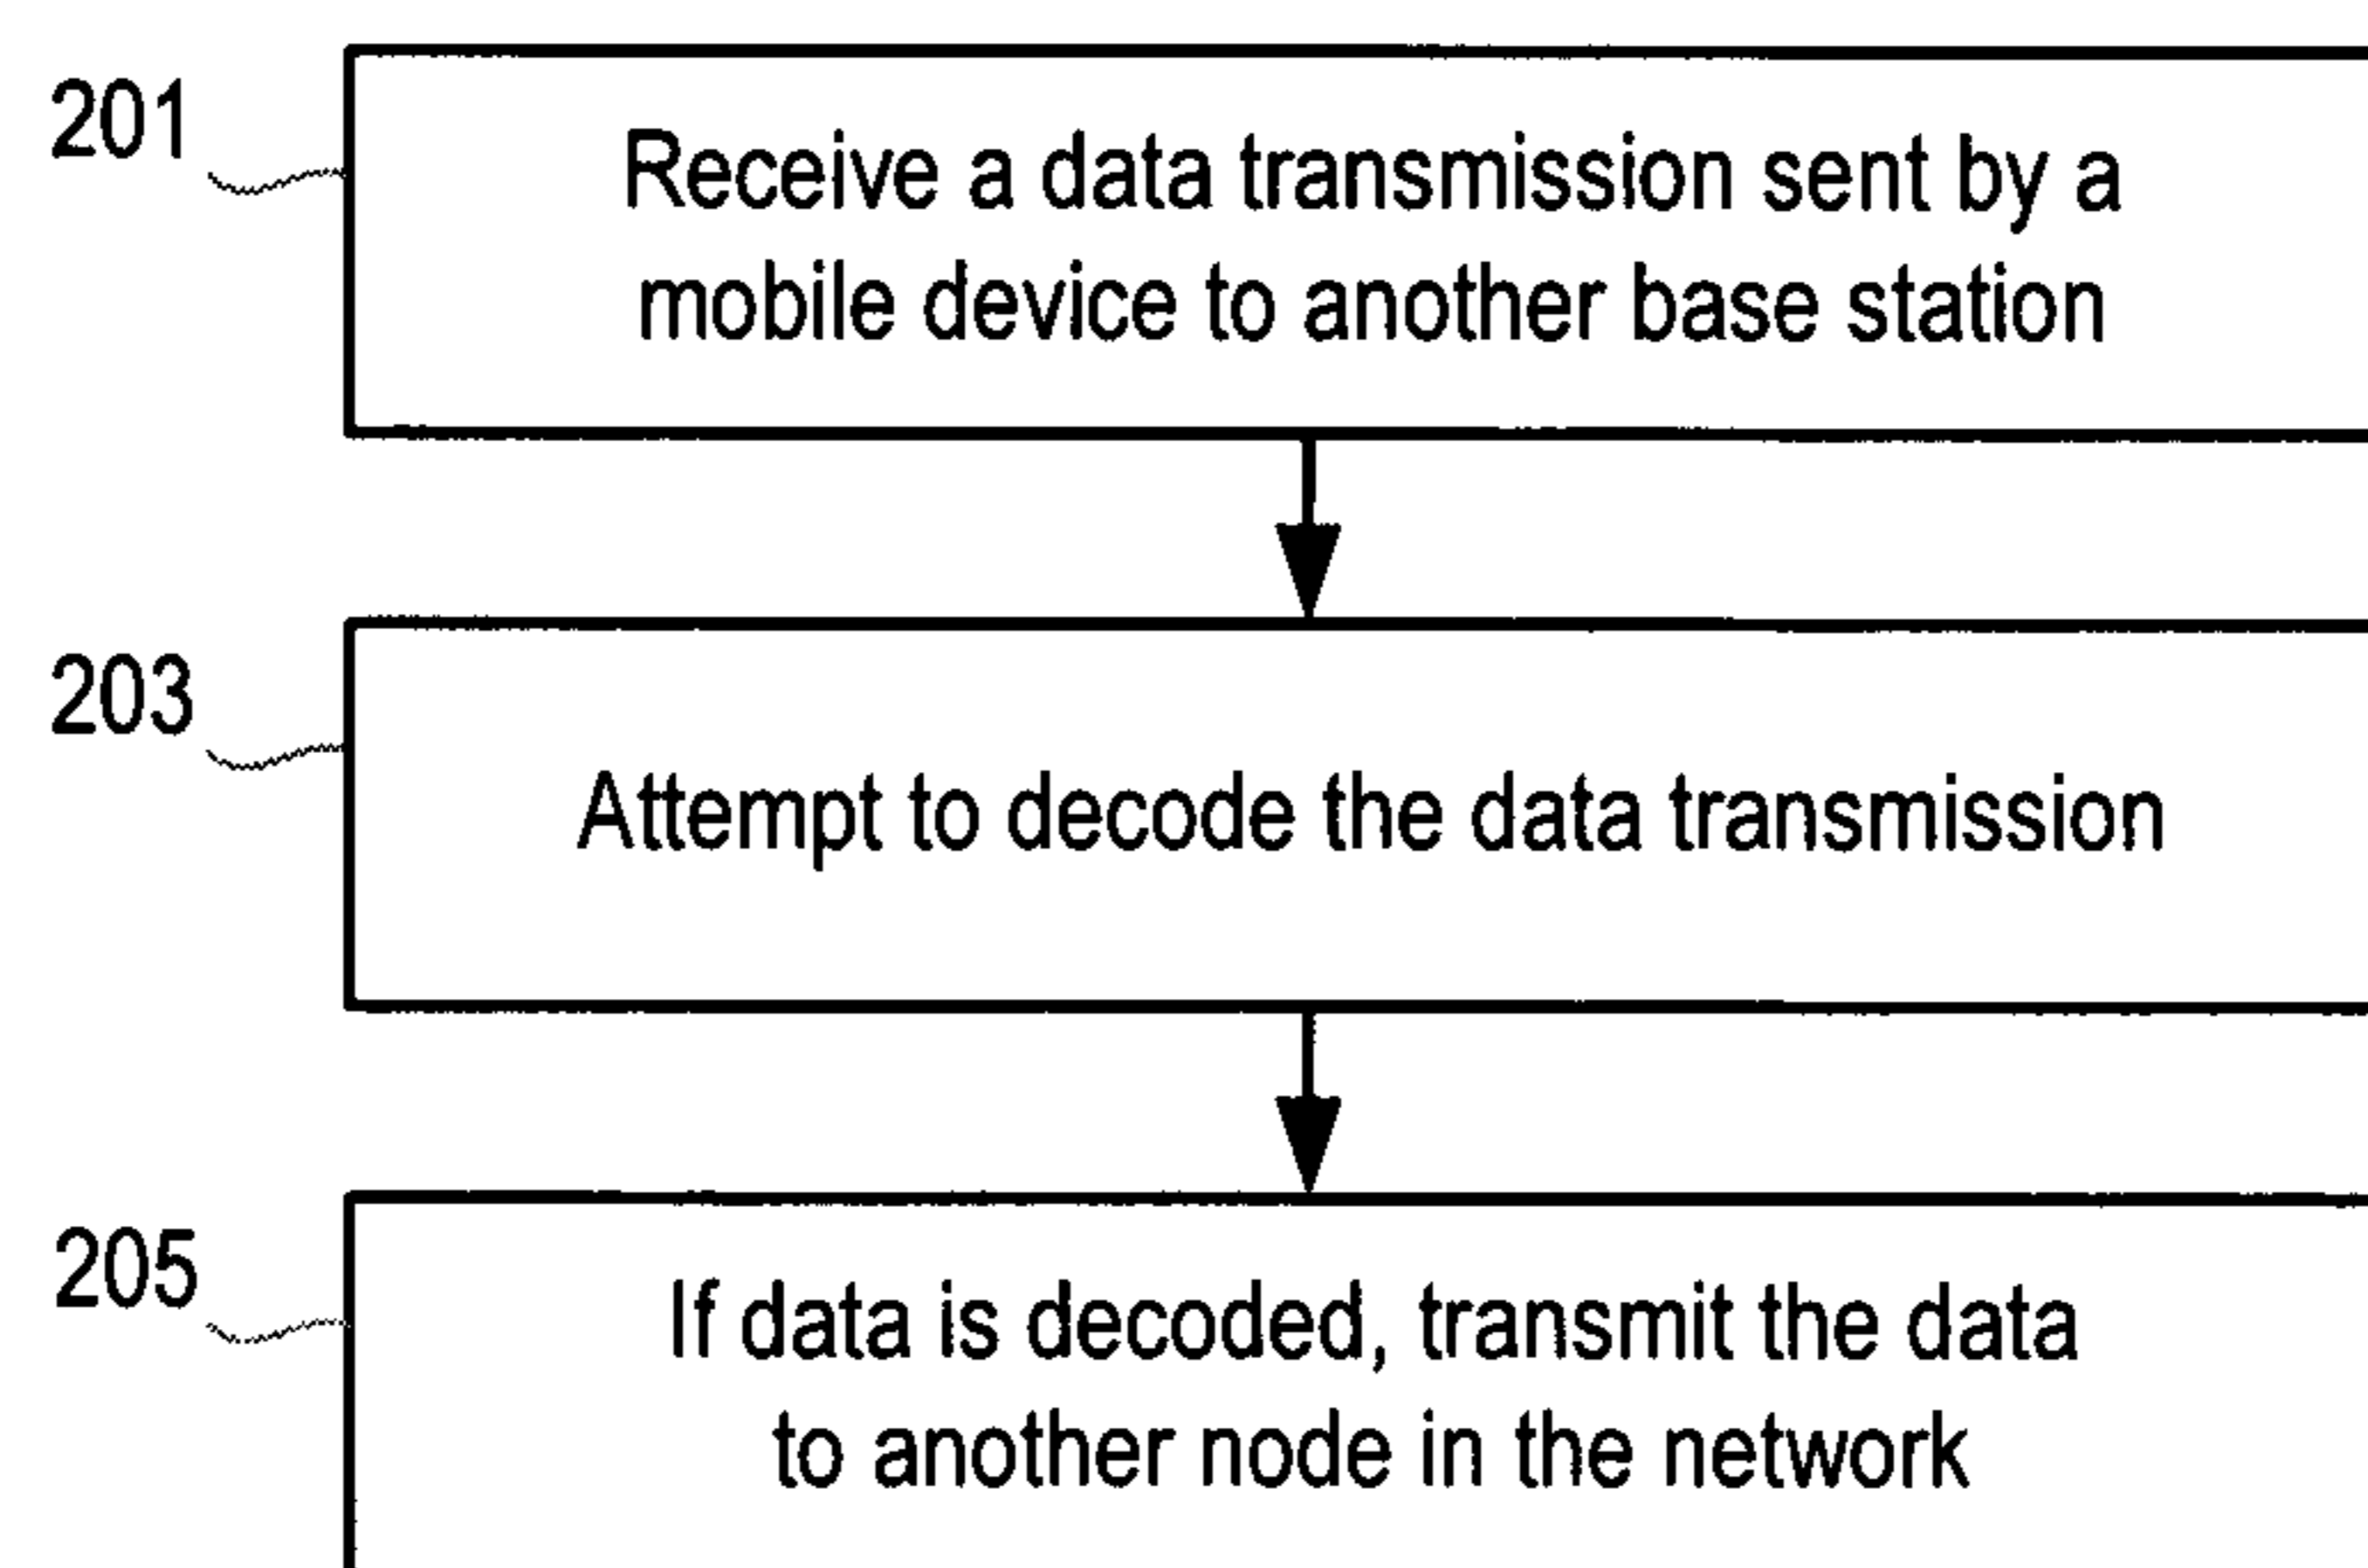 201
Receive a data transmission sent by a
mobile device to another base station
203
Attempt to decode the data transmission
205
If data is decoded, transmit the data
to another node in the network